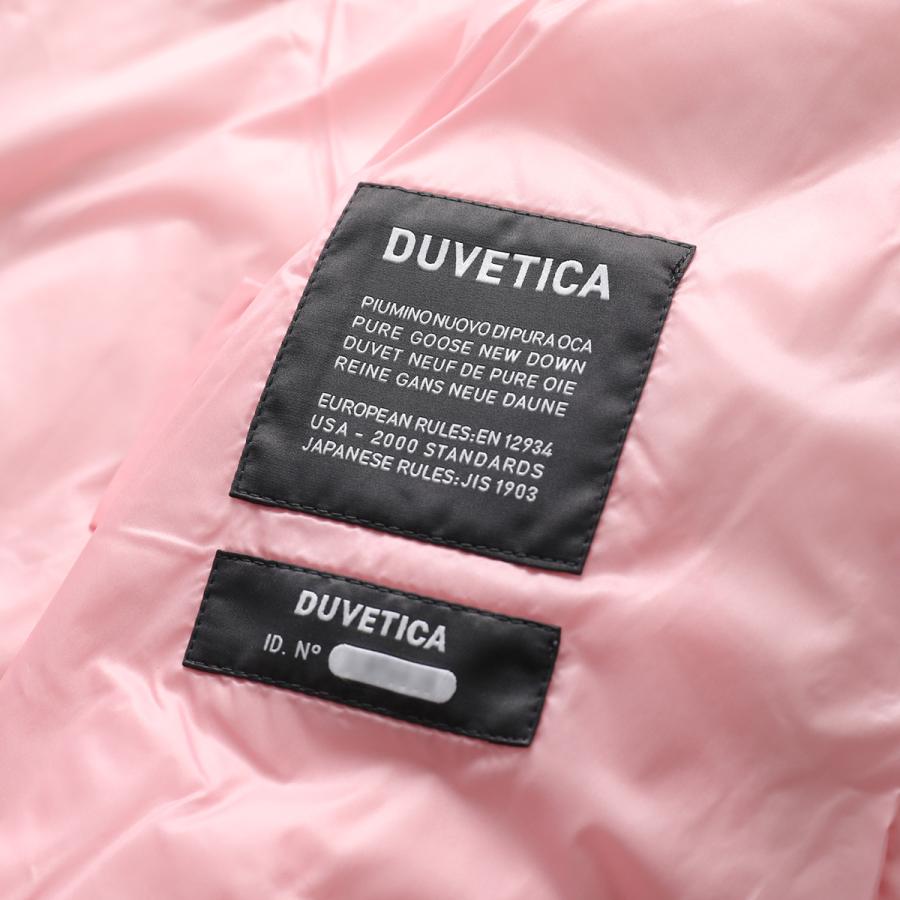 DUVETICA
PIUMINO NUOVO DI PURA OCA
PURE GOOSE NEW DOWN
DUVET NEUF DE PURE OIE
REINE GANS NEUE DAUNE
EUROPEAN RULES:EN 12934
USA - 2000 STANDARDS
JAPANESE RULES:JIS 1903
DUVETICA
ID. Nº